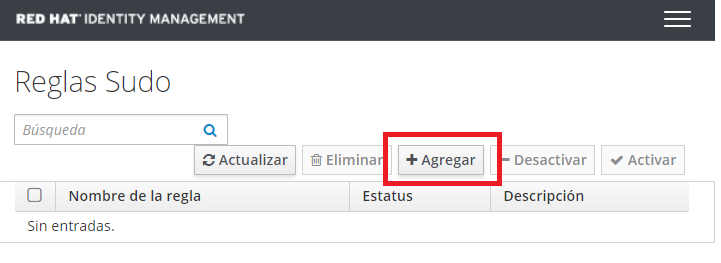 RED HAT® IDENTITY MANAGEMENT
Reglas Sudo
Búsqueda
Actualizar Eliminar Agregar Desactivar Activar
Nombre de la regla Estatus Descripción
Sin entradas.